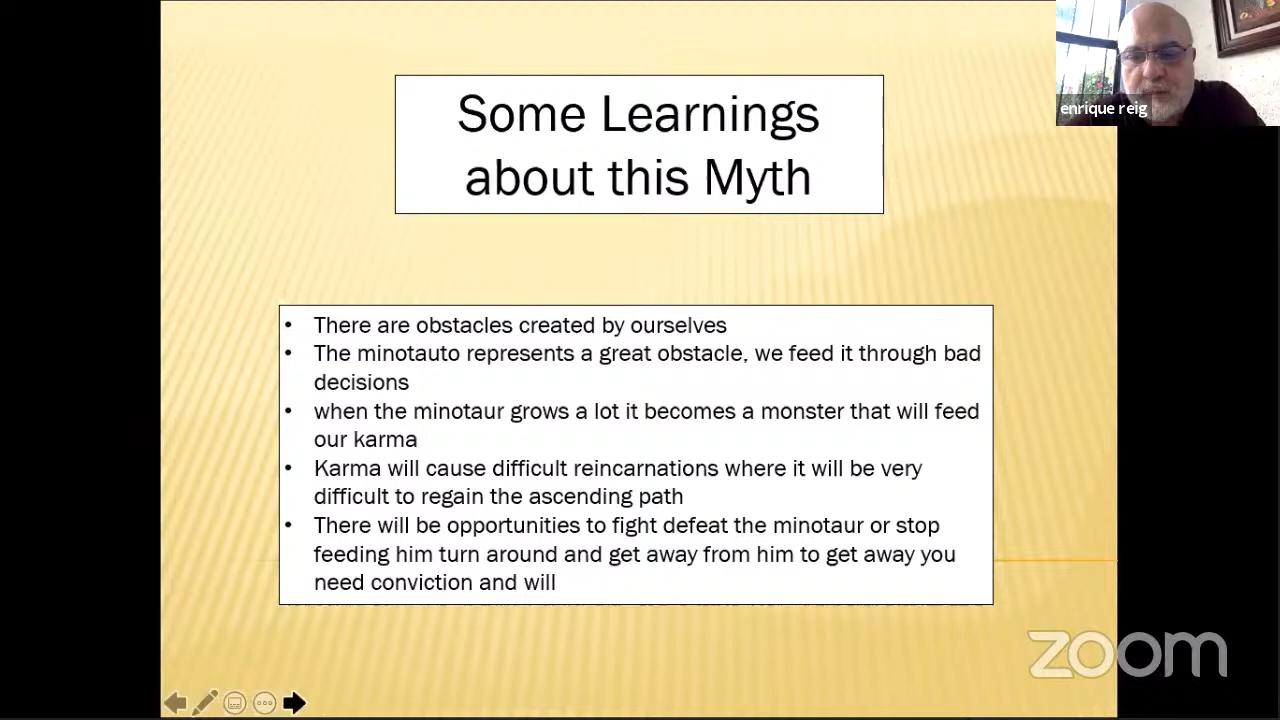 Some Learnings
about this Myth
enrique reig
• There are obstacles created by ourselves
• The minotauto represents a great obstacle, we feed it through bad
decisions
• when the minotaur grows a lot it becomes a monster that will feed
our karma
• Karma will cause difficult reincarnations where it will be very
difficult to regain the ascending path
• There will be opportunities to fight defeat the minotaur or stop
feeding him turn around and get away from him to get away you
need conviction and will
zoom